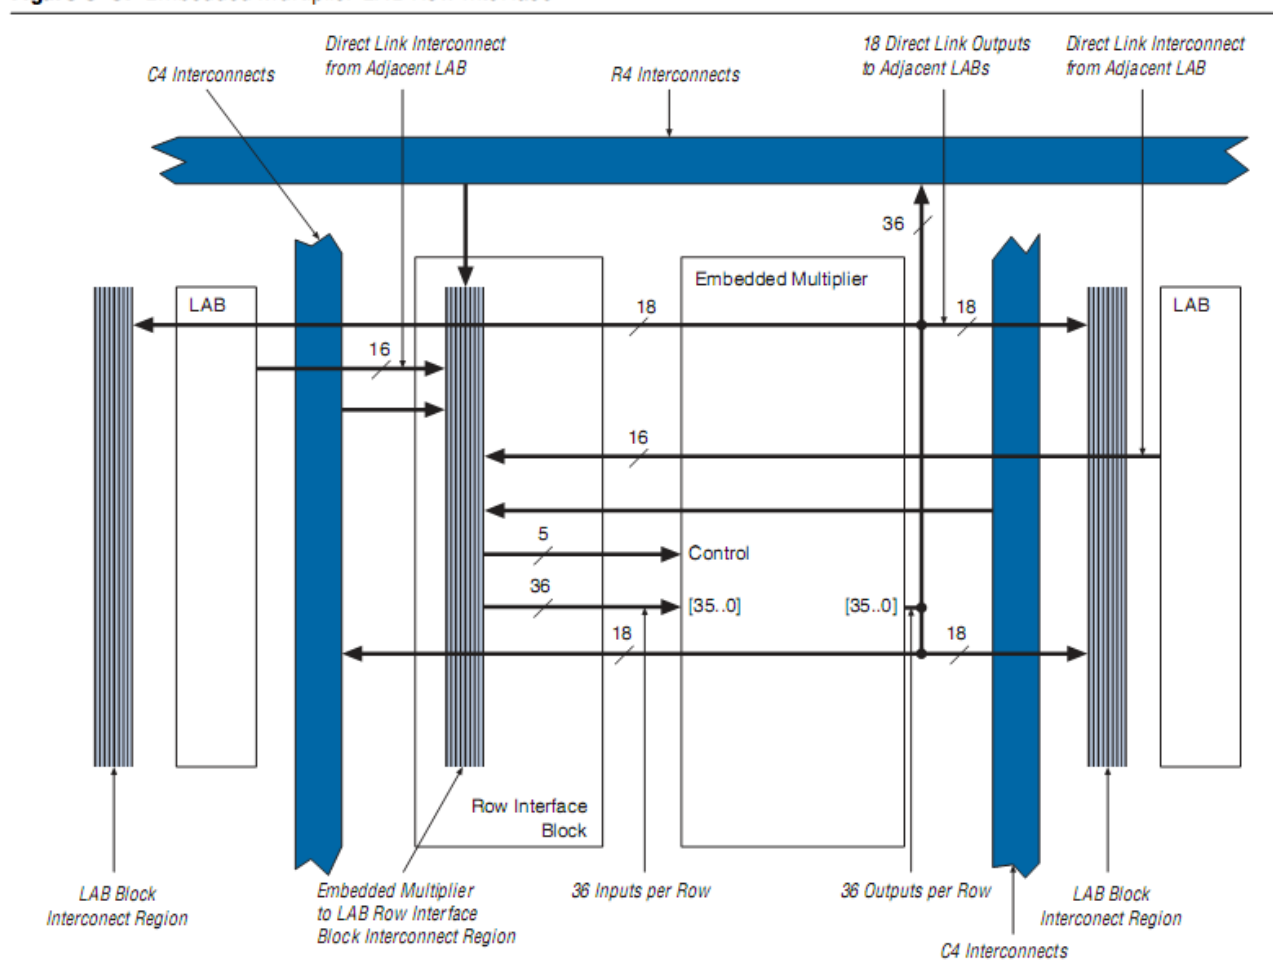 Direct Link Interconnect
from Adjacent LAB
18 Direct Link Outputs
to Adjacent LABs
Direct Link Interconnect
from Adjacent LAB
C4 Interconnects
R4 Interconnects
36
Embedded Multiplier
LAB
LAB
18
18
16
16
5
Control
36
[35..0]
[35..0]
18
18
Row Interface
Block
LAB Block
Interconect Region
Embedded Multiplier
to LAB Row Interface
Block Interconnect Region
36 Inputs per Row
36 Outputs per Row
LAB Block
Interconect Region
C4 Interconnects